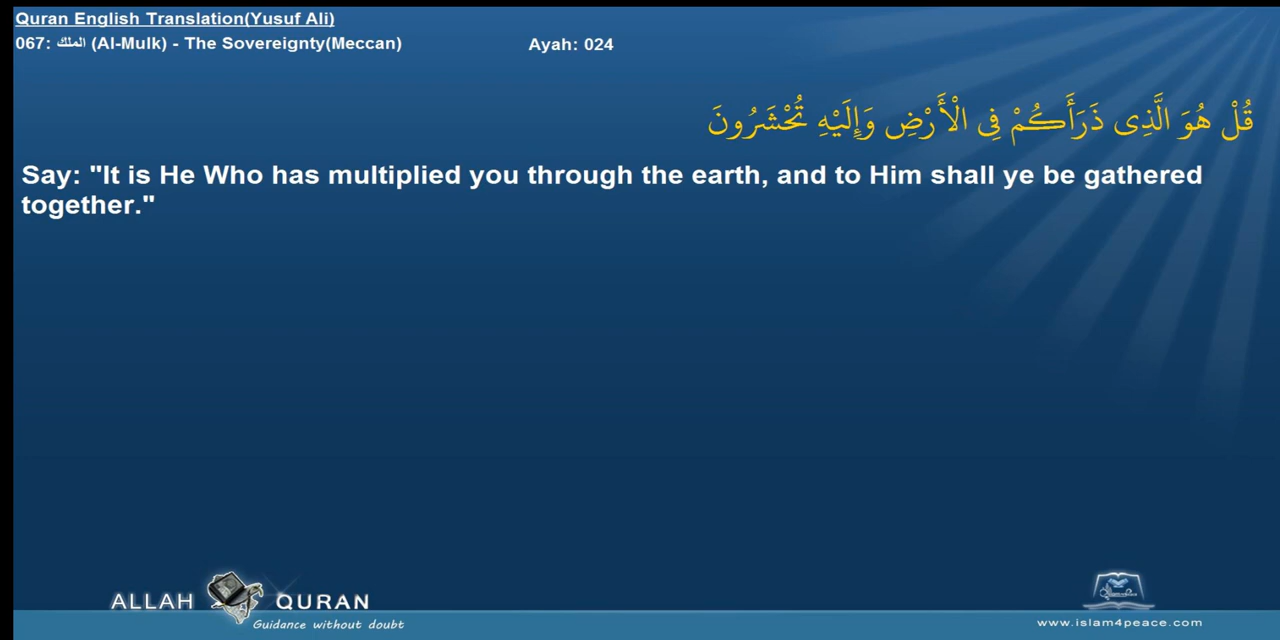 Quran English Translation(Yusuf Ali)
067: الملك (Al-Mulk) - The Sovereignty(Meccan) Ayah: 024
قُلْ هُوَ الَّذِى ذَرَأَكُمْ فِى الْأَرْضِ وَإِلَيْهِ تُحْشَرُونَ
Say: "It is He Who has multiplied you through the earth, and to Him shall ye be gathered
together."
ALLAH QURAN
Guidance without doubt
www.islam4peace.com